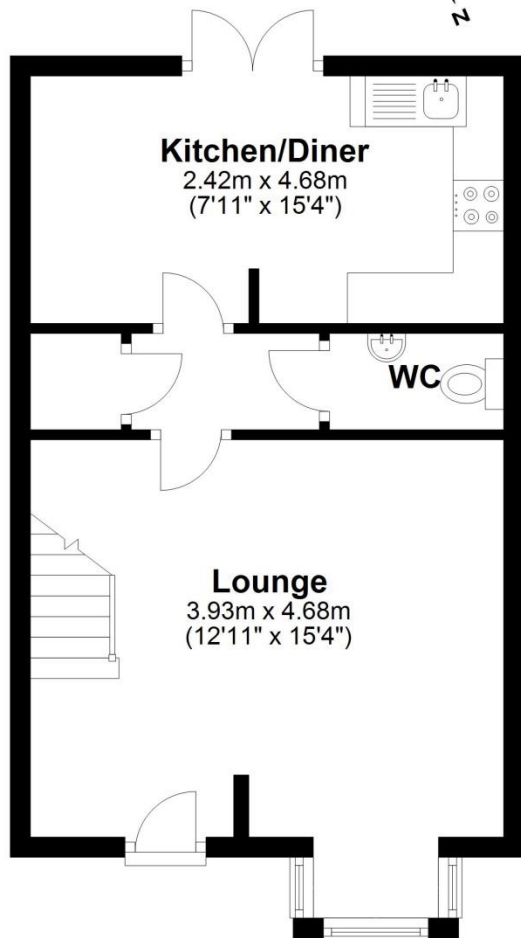 Z
Kitchen/Diner
2.42m x 4.68m
(7'11" x 15'4")
WC
Lounge
3.93m x 4.68m
(12'11" x 15'4")